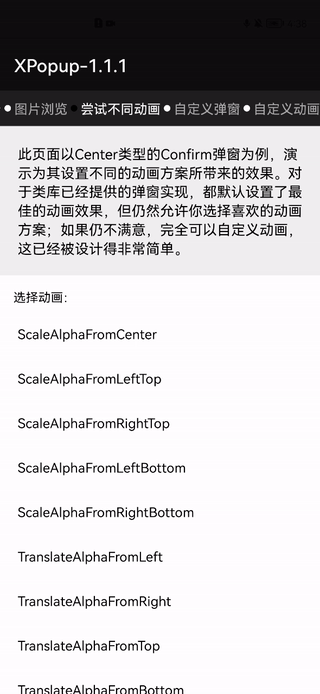 XPopup-1.1.1
图片浏览 尝试不同动画 自定义弹窗 自定义动画
此页面以Center类型的Confirm弹窗为例，演
示为其设置不同的动画方案所带来的效果。对
于类库已经提供的弹窗实现，都默认设置了最
佳的动画效果，但仍然允许你选择喜欢的动画
方案；如果仍不满意，完全可以自定义动画，
这已经被设计得非常简单。
选择动画：
ScaleAlphaFromCenter
ScaleAlphaFromLeftTop
ScaleAlphaFromRightTop
ScaleAlphaFromLeftBottom
ScaleAlphaFromRightBottom
TranslateAlphaFromLeft
TranslateAlphaFromRight
TranslateAlphaFromTop
TranslateAlphaFromBottom